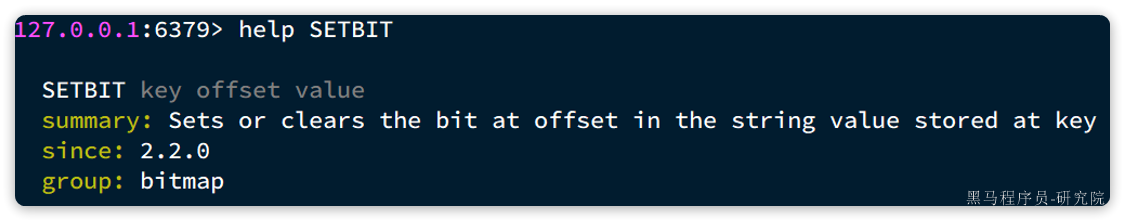 127.0.0.1:6379> help SETBIT
SETBIT key offset value
summary: Sets or clears the bit at offset in the string value stored at key
since: 2.2.0
group: bitmap
黑马程序员-研究院